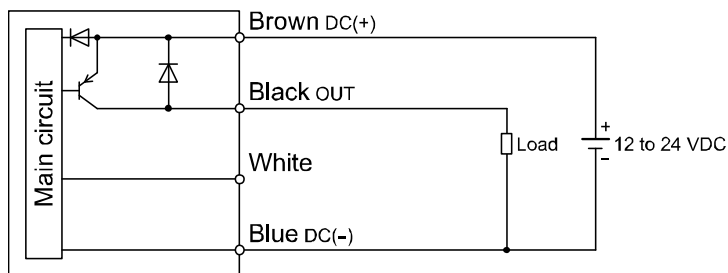 Main circuit
Brown DC(+)
Black OUT
White
Blue DC(-)
Load
+
12 to 24 VDC
-